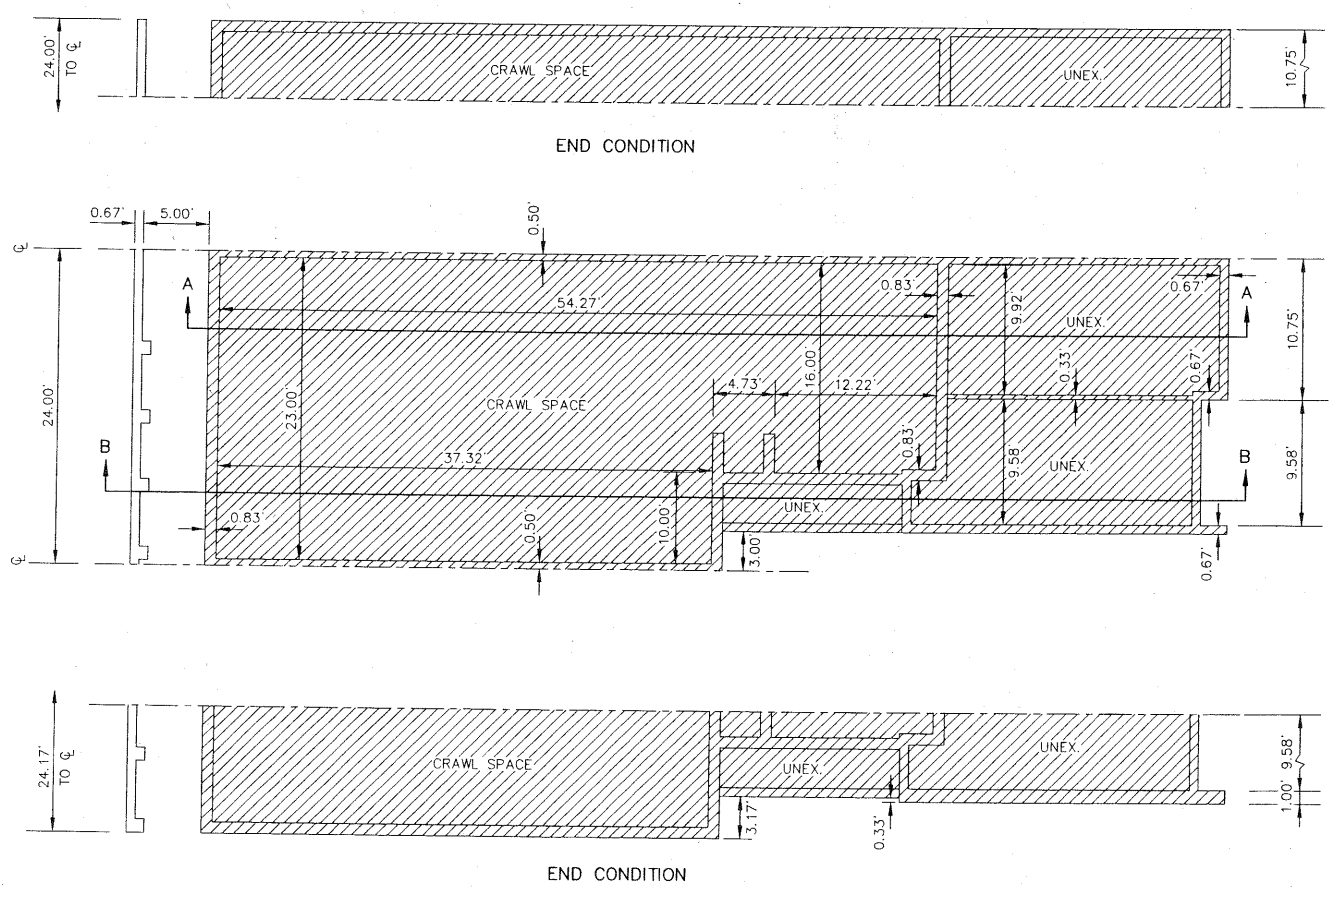 24.00'
TO ℄
CRAWL SPACE
UNEX.
10.75'
END CONDITION
0.67'
5.00'
0.50'
℄
A
54.27'
0.83'
9.92'
0.67'
A
UNEX.
10.75'
24.00'
23.00'
CRAWL SPACE
4.73'
16.00'
12.22'
0.33'
0.67'
B
37.32'
0.83'
9.58'
UNEX.
B
9.58'
0.83'
0.50'
10.00'
UNEX.
3.00'
0.67'
℄
24.17'
TO ℄
CRAWL SPACE
UNEX.
UNEX.
9.58'
1.00'
3.17'
0.33'
END CONDITION